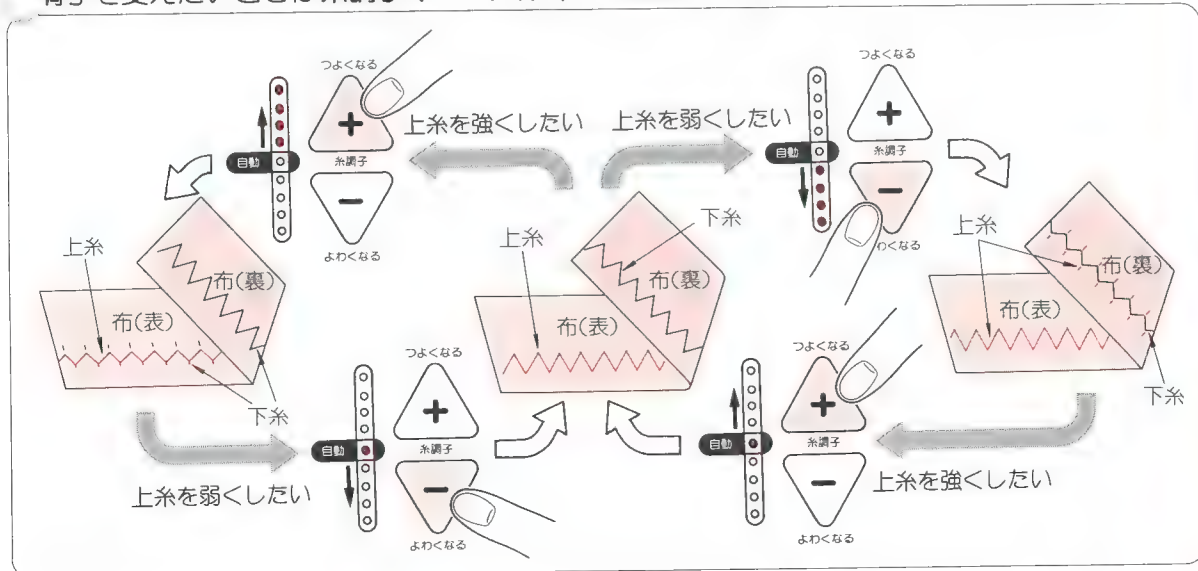 つよくなる
つよくなる
+
上糸を強くしたい
上糸を弱くしたい
+
自動
糸調子
自動
糸調子
−
−
よわくなる
わくなる
上糸
布(裏)
布(表)
下糸
上糸
布(裏)
布(表)
上糸
布(裏)
布(表)
下糸
下糸
つよくなる
つよくなる
+
+
自動
糸調子
自動
糸調子
上糸を弱くしたい
−
−
上糸を強くしたい
よわくなる
よわくなる